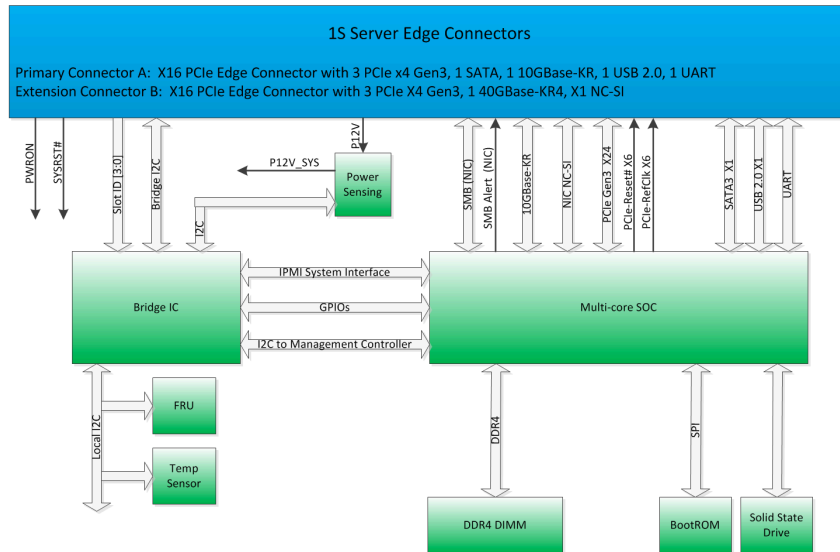 1S Server Edge Connectors
Primary Connector A: X16 PCIe Edge Connector with 3 PCIe x4 Gen3, 1 SATA, 1 10GBase-KR, 1 USB 2.0, 1 UART
Extension Connector B: X16 PCIe Edge Connector with 3 PCIe X4 Gen3, 1 40GBase-KR4, X1 NC-SI
PWRON
SYSRST#
Slot ID [3:0]
Bridge I2C
I2C
P12V
P12V_SYS
Power
Sensing
SMB (NIC)
SMB Alert (NIC)
10GBase-KR
NIC NC-SI
PCIe Gen3 X24
PCIe-Reset# X6
PCIe-RefClk X6
SATA3 X1
USB 2.0 X1
UART
Bridge IC
IPMI System Interface
GPIOs
I2C to Management Controller
Multi-core SOC
Local I2C
FRU
Temp
Sensor
DDR4
SPI
DDR4 DIMM
BootROM
Solid State
Drive